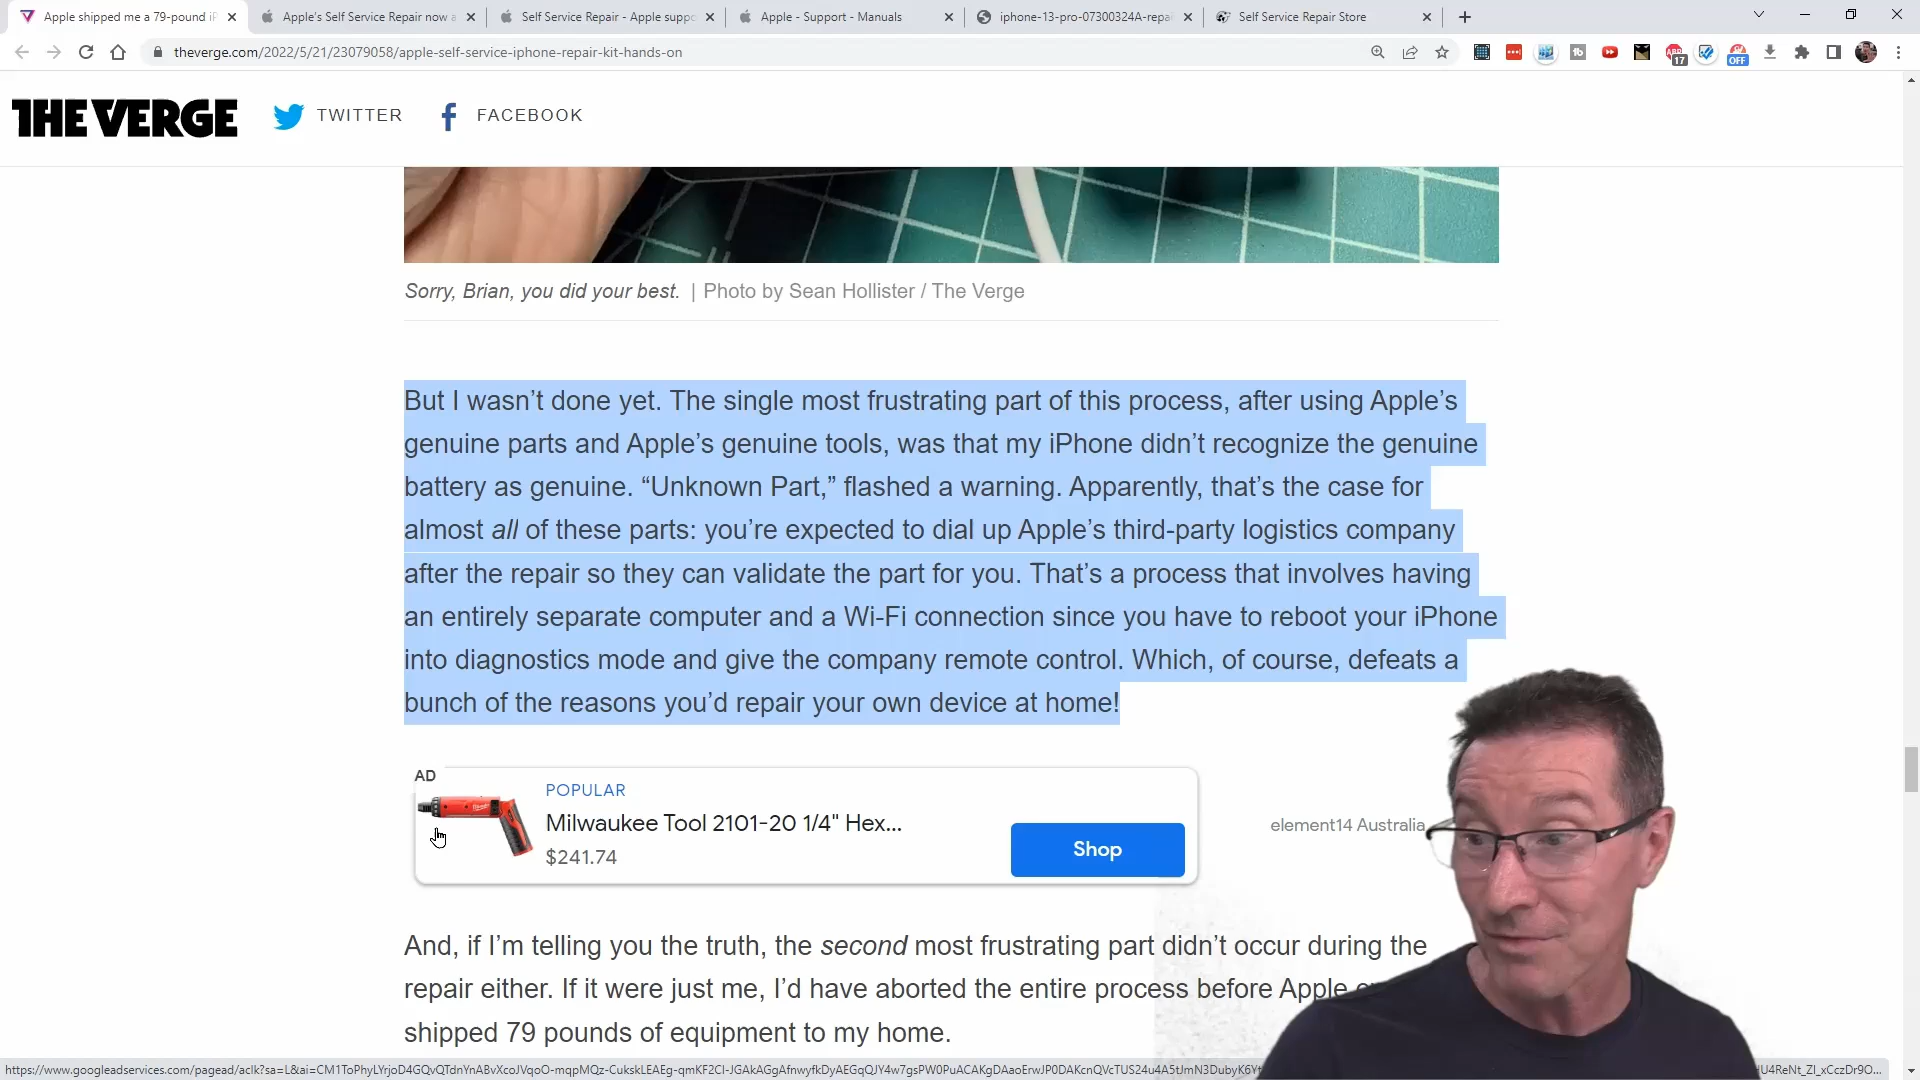 Apple shipped me a 79-pound iP
Apple's Self Service Repair now a
Self Service Repair - Apple suppo
Apple - Support - Manuals
iphone-13-pro-07300324A-repai
Self Service Repair Store
theverge.com/2022/5/21/23079058/apple-self-service-iphone-repair-kit-hands-on
17
OFF
THE VERGE
TWITTER
FACEBOOK
Sorry, Brian, you did your best. | Photo by Sean Hollister / The Verge
But I wasn't done yet. The single most frustrating part of this process, after using Apple's
genuine parts and Apple's genuine tools, was that my iPhone didn't recognize the genuine
battery as genuine. “Unknown Part,” flashed a warning. Apparently, that's the case for
almost all of these parts: you're expected to dial up Apple's third-party logistics company
after the repair so they can validate the part for you. That's a process that involves having
an entirely separate computer and a Wi-Fi connection since you have to reboot your iPhone
into diagnostics mode and give the company remote control. Which, of course, defeats a
bunch of the reasons you'd repair your own device at home!
AD
POPULAR
Milwaukee Tool 2101-20 1/4" Hex...
$241.74
Shop
element14 Australia
And, if I'm telling you the truth, the second most frustrating part didn't occur during the
repair either. If it were just me, I'd have aborted the entire process before Apple
shipped 79 pounds of equipment to my home.